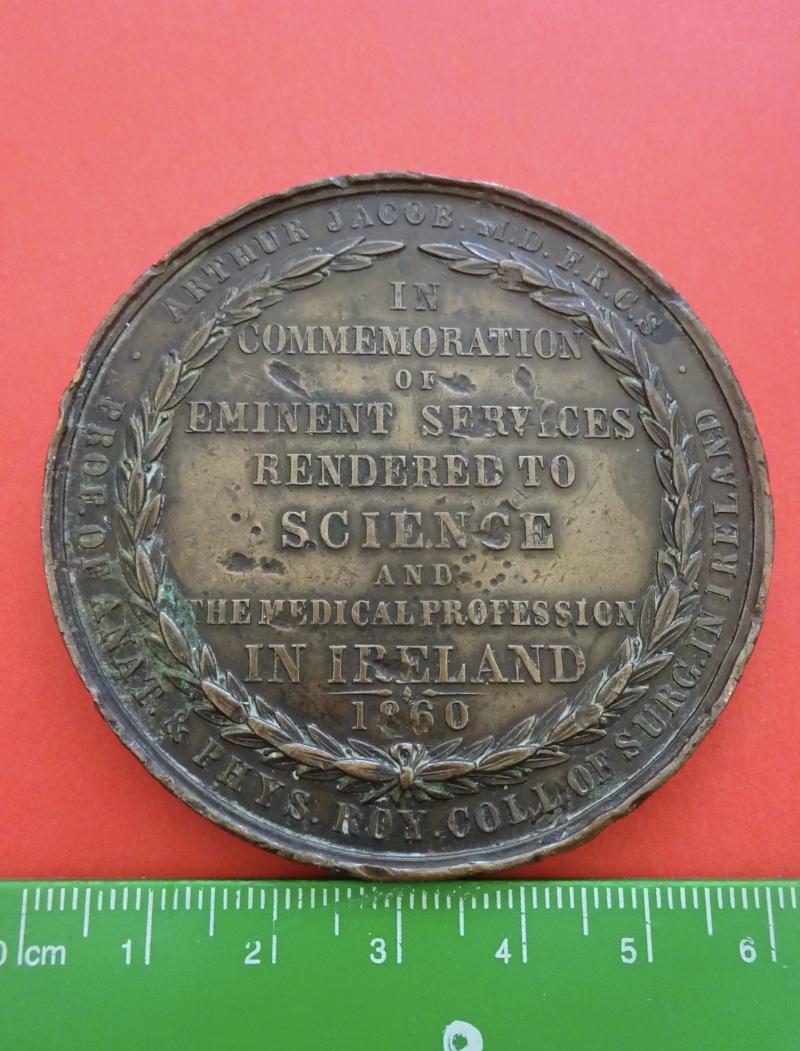 ARTHUR JACOB. M.D. F.R.C.S.
IN
COMMEMORATION
OF
EMINENT SERVICES
RENDERED TO
SCIENCE
AND
THE MEDICAL PROFESSION
IN IRELAND
1860
PROF. OF ANAT. & PHYS. ROY. COLL. OF SURG. IN IRELAND
0 cm 1 2 3 4 5 6